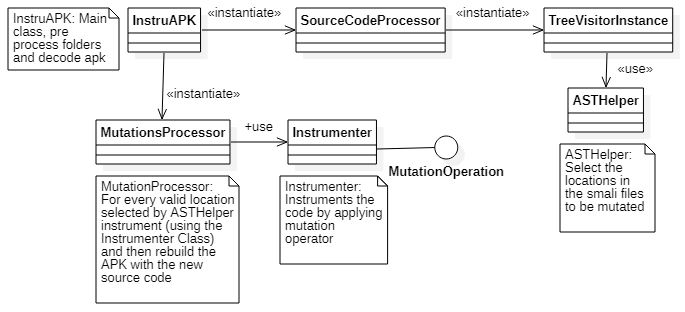 InstruAPK: Main
class, pre
process folders
and decode apk
InstruAPK
«instantiate»
SourceCodeProcessor
«instantiate»
TreeVisitorInstance
«instantiate»
«use»
ASTHelper
MutationsProcessor
+use
Instrumenter
MutationOperation
ASTHelper:
Select the
locations in
the smali files
to be mutated
MutationProcessor:
For every valid location
selected by ASTHelper
instrument (using the
Instrumenter Class)
and then rebuild the
APK with the new
source code
Instrumenter:
Instruments the
code by applying
mutation
operator